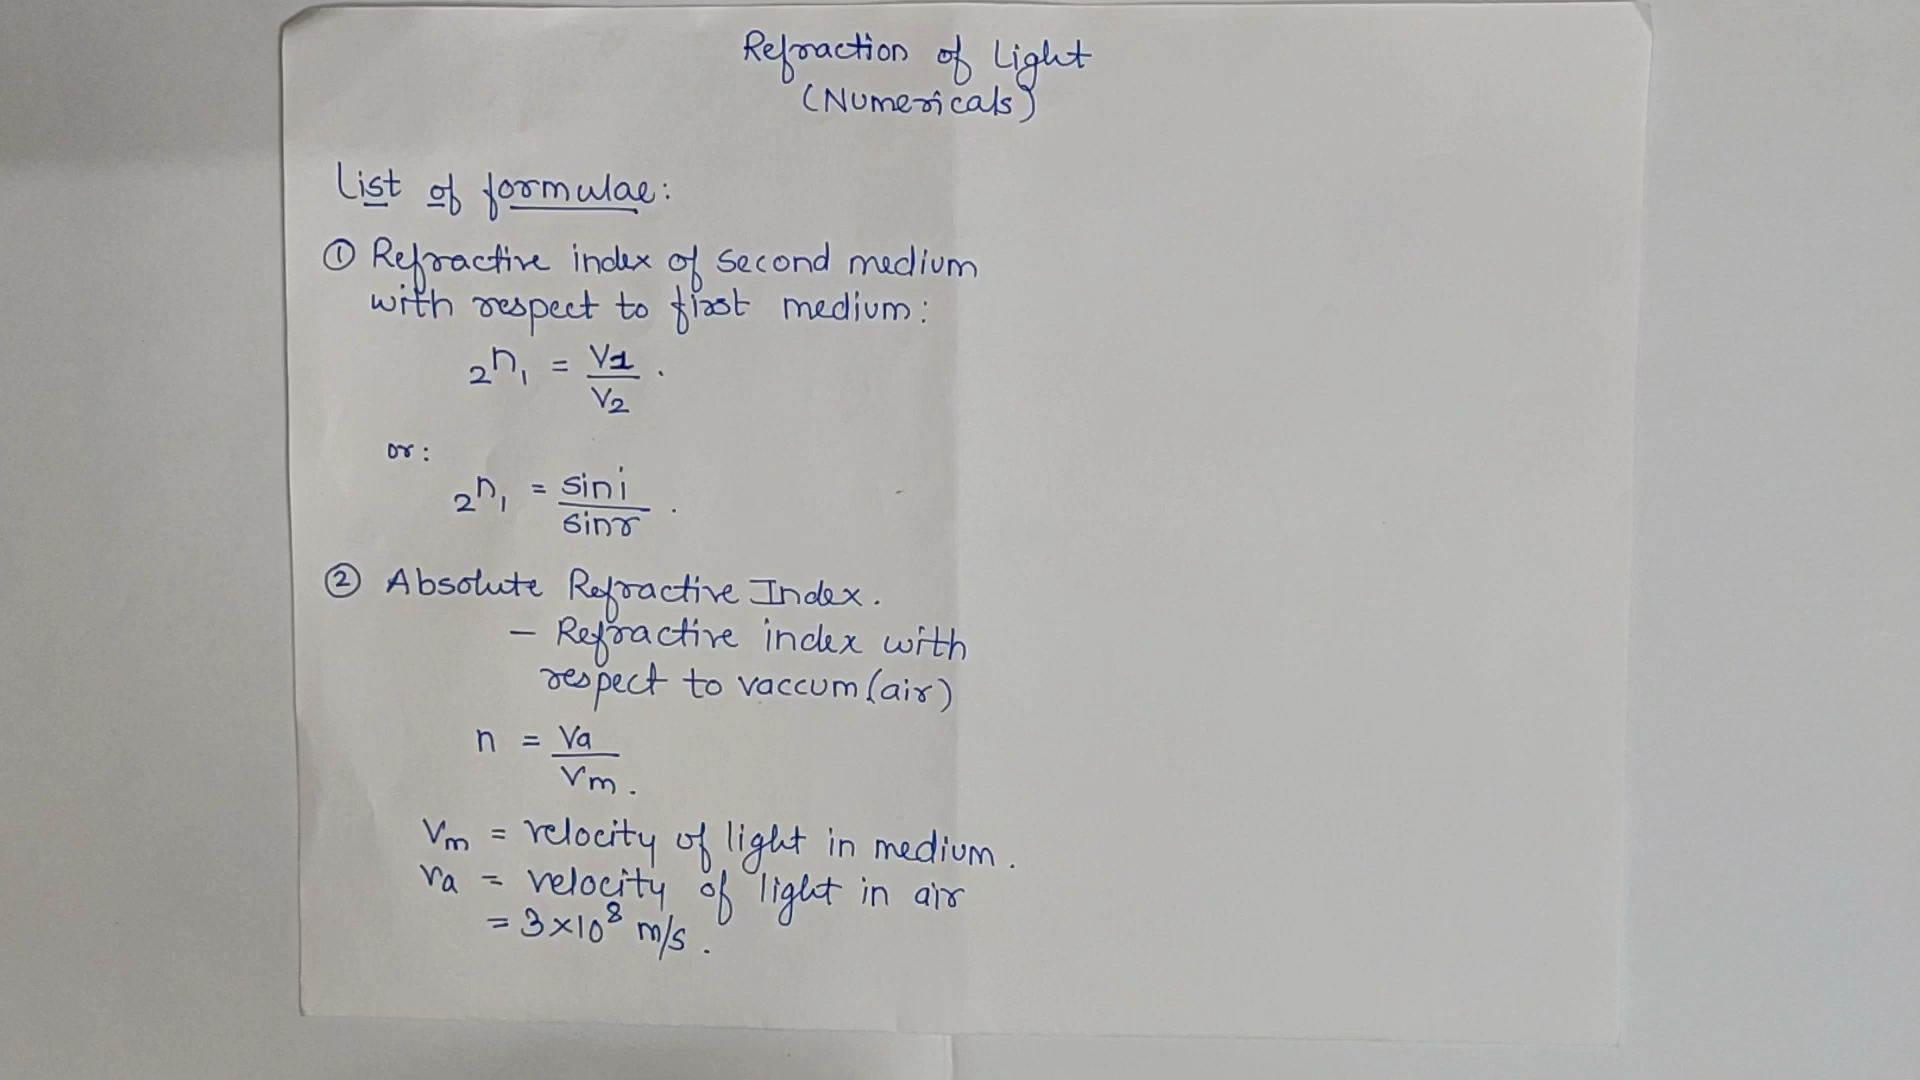 Refraction of Light
(Numericals)
List of formulae:
① Refractive index of second medium
with respect to first medium:
₂n₁ = V1/V2 .
or:
₂n₁ = sin i/sin r .
② Absolute Refractive Index.
– Refractive index with
respect to vaccum (air)
n = Va/Vm .
Vm = velocity of light in medium.
Va = velocity of light in air
= 3×10⁸ m/s .